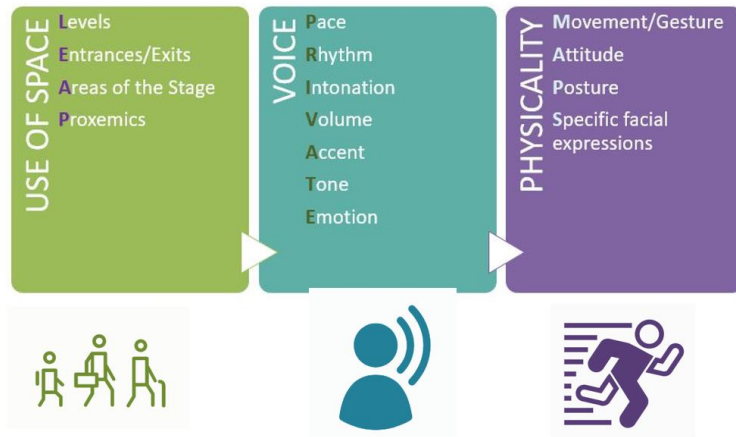 USE OF SPACE
Levels
Entrances/Exits
Areas of the Stage
Proxemics
VOICE
Pace
Rhythm
Intonation
Volume
Accent
Tone
Emotion
PHYSICALITY
Movement/Gesture
Attitude
Posture
Specific facial
expressions